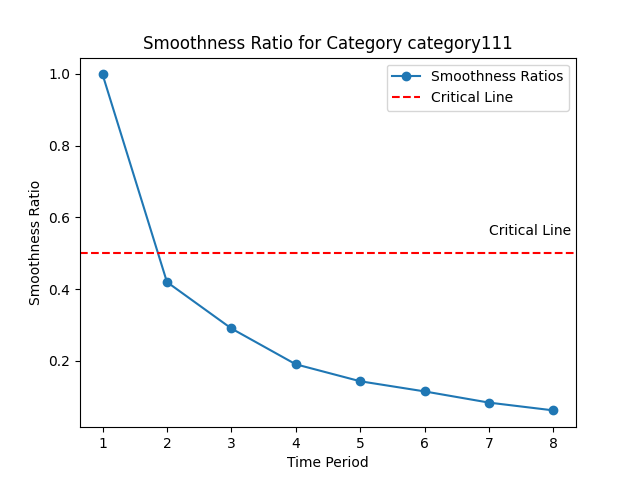 Smoothness Ratio for Category category111
Smoothness Ratios
Critical Line
Critical Line
Smoothness Ratio
1.0
0.8
0.6
0.4
0.2
1 2 3 4 5 6 7 8
Time Period